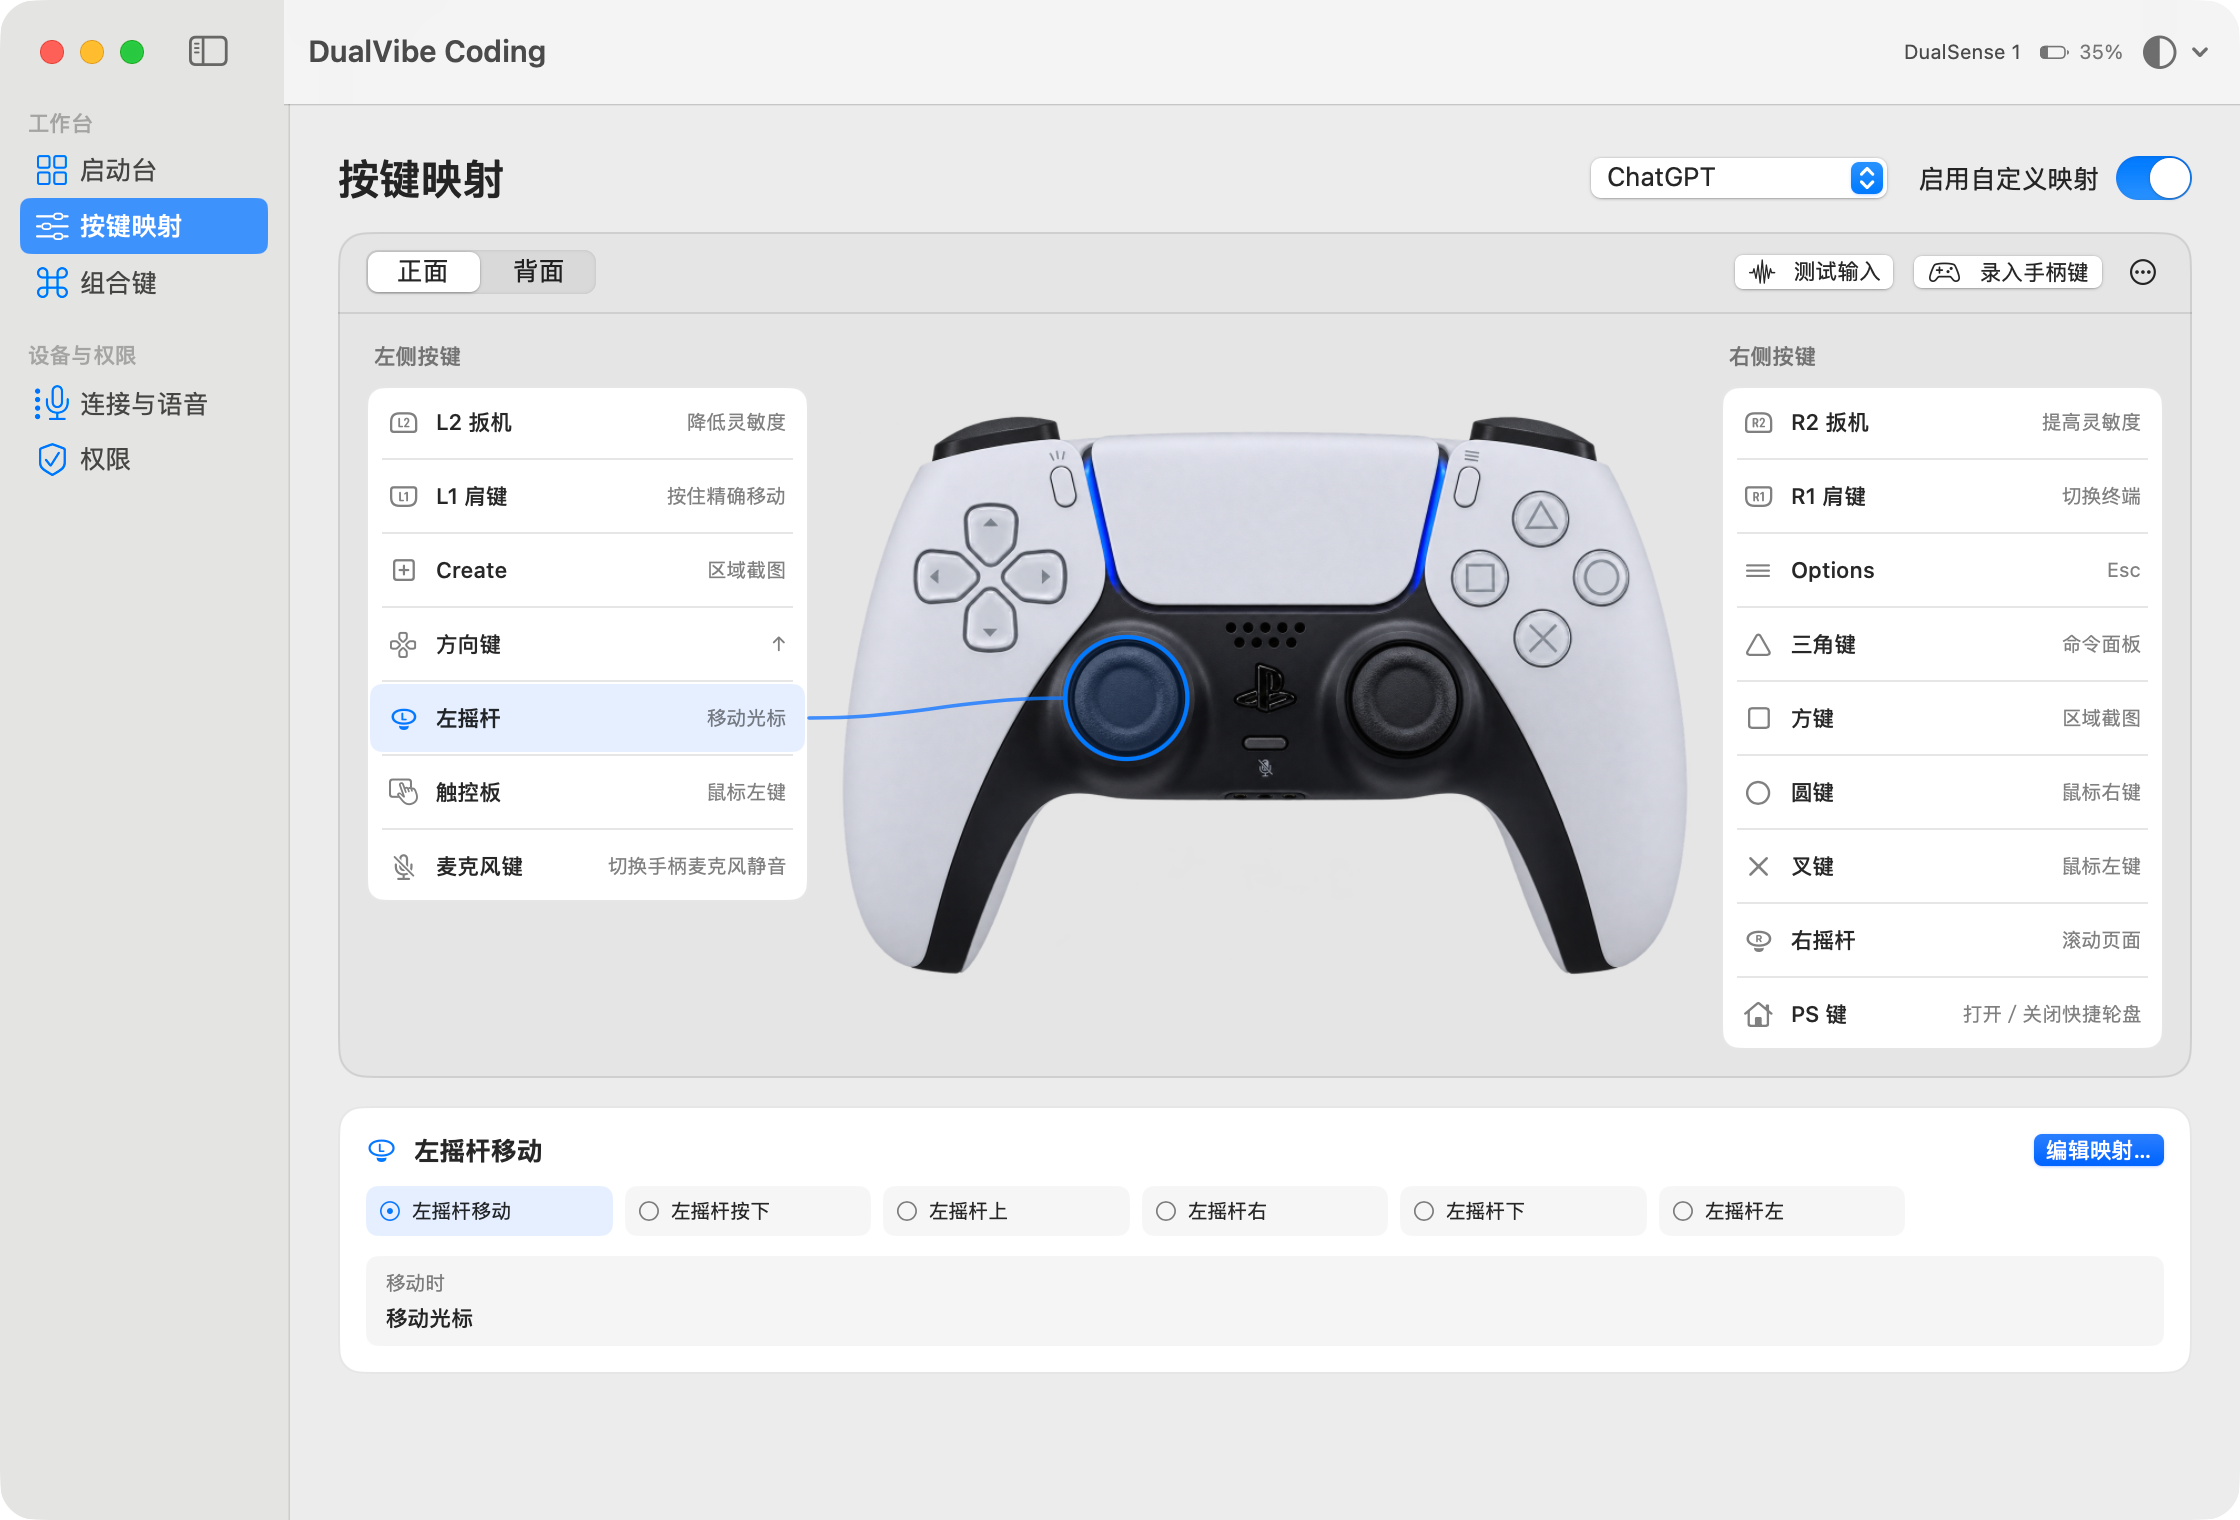 DualVibe Coding
DualSense 1 35%
工作台
启动台
按键映射
组合键
设备与权限
连接与语音
权限
按键映射
ChatGPT
启用自定义映射
正面 背面
测试输入 录入手柄键
左侧按键
L2 L2 扳机 降低灵敏度
L1 L1 肩键 按住精确移动
Create 区域截图
方向键 ↑
L 左摇杆 移动光标
触控板 鼠标左键
麦克风键 切换手柄麦克风静音
右侧按键
R2 R2 扳机 提高灵敏度
R1 R1 肩键 切换终端
Options Esc
三角键 命令面板
方键 区域截图
圆键 鼠标右键
叉键 鼠标左键
R 右摇杆 滚动页面
PS 键 打开 / 关闭快捷轮盘
L 左摇杆移动
编辑映射...
左摇杆移动 左摇杆按下 左摇杆上 左摇杆右 左摇杆下 左摇杆左
移动时
移动光标